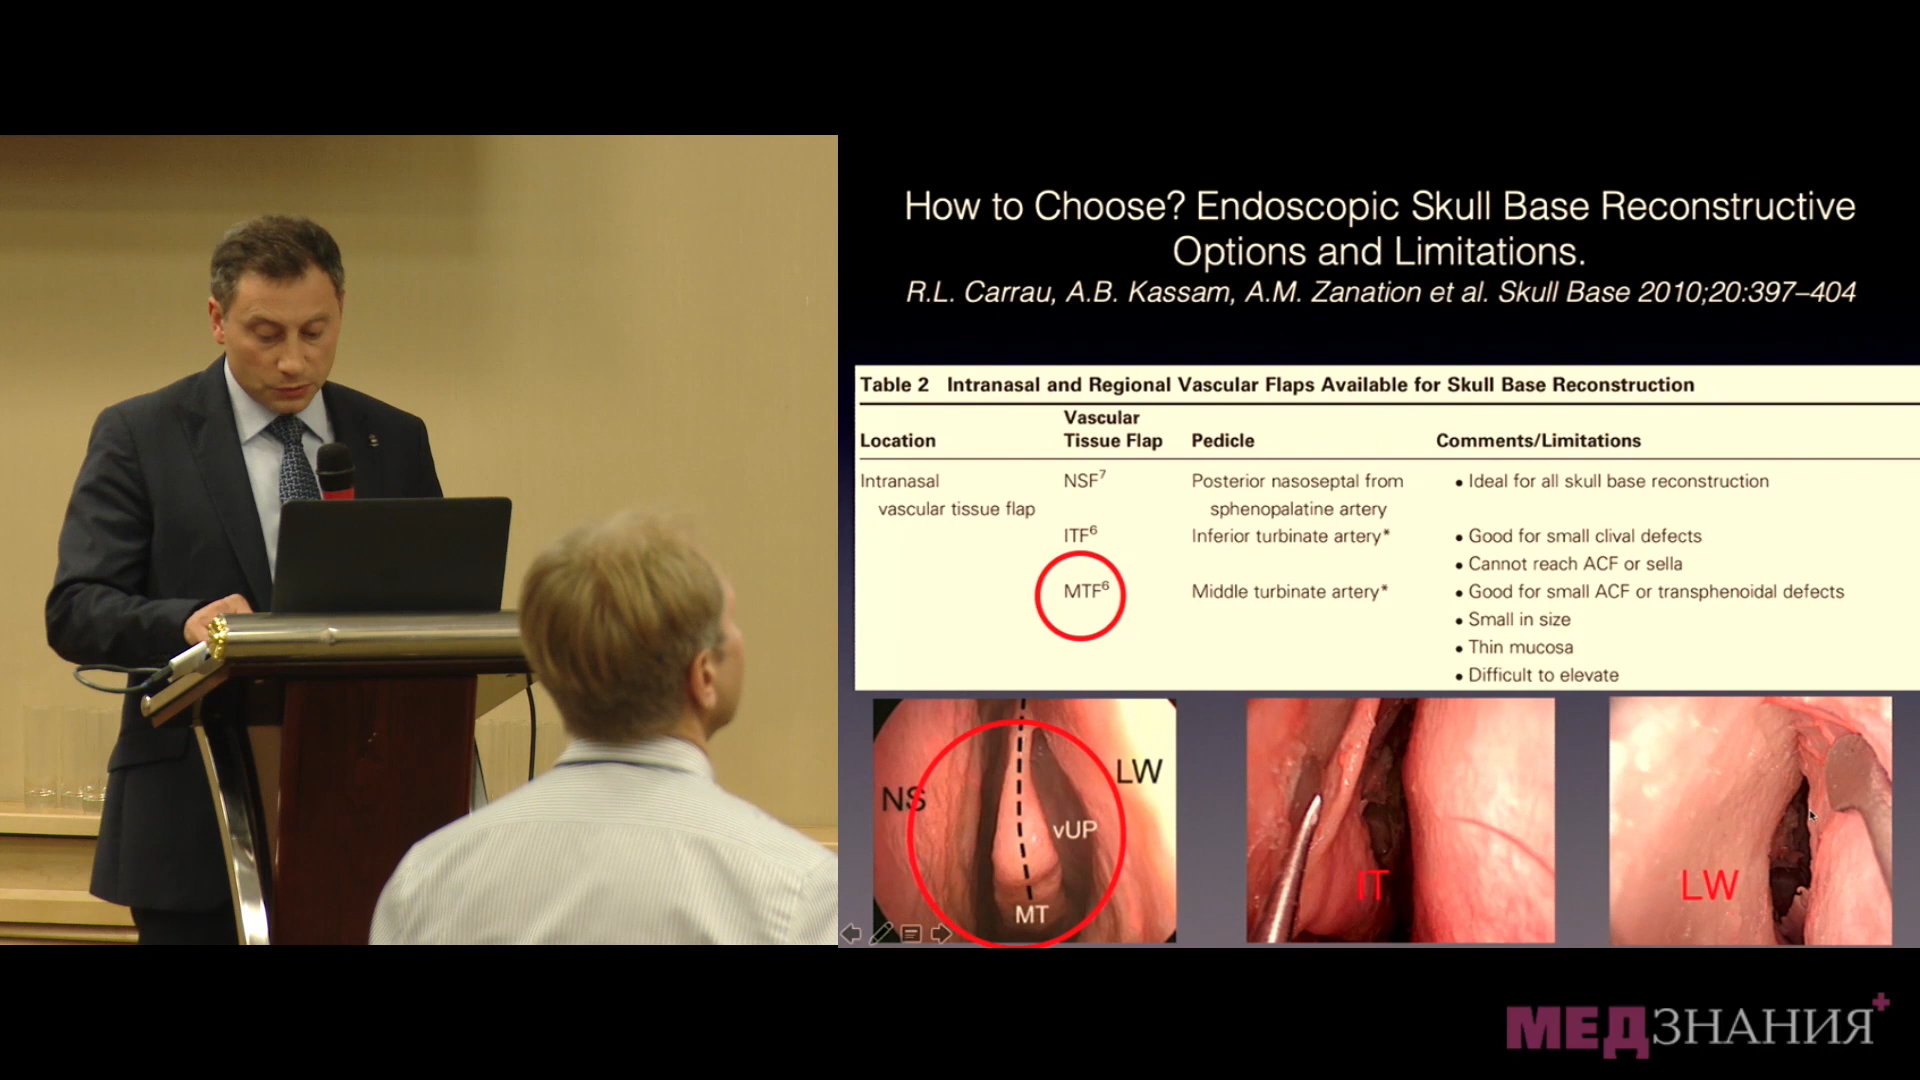 How to Choose? Endoscopic Skull Base Reconstructive
Options and Limitations.
R.L. Carrau, A.B. Kassam, A.M. Zanation et al. Skull Base 2010;20:397–404
Table 2 Intranasal and Regional Vascular Flaps Available for Skull Base Reconstruction
Vascular
Location Tissue Flap Pedicle Comments/Limitations
Intranasal NSF7 Posterior nasoseptal from • Ideal for all skull base reconstruction
vascular tissue flap sphenopalatine artery
ITF6 Inferior turbinate artery* • Good for small clival defects
• Cannot reach ACF or sella
MTF6 Middle turbinate artery* • Good for small ACF or transphenoidal defects
• Small in size
• Thin mucosa
• Difficult to elevate
NS
LW
vUP
MT
IT
LW
МЕДЗНАНИЯ+